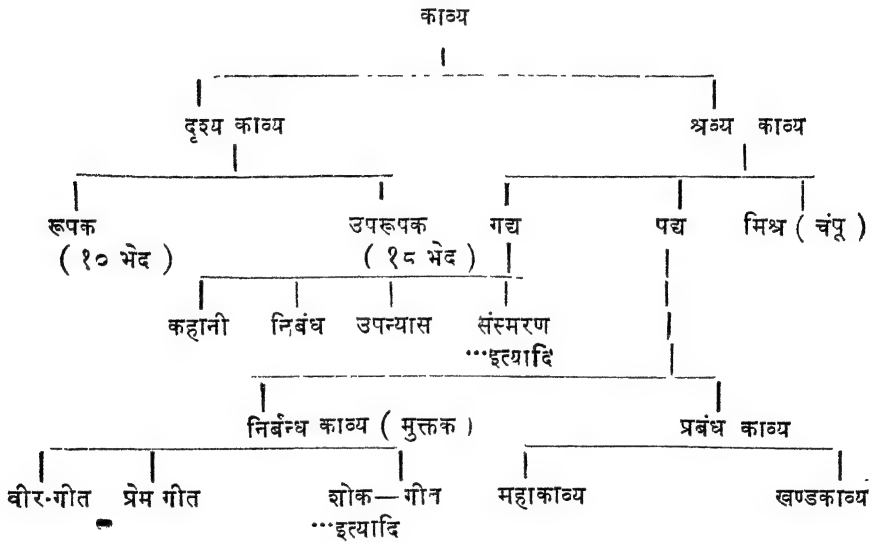 काव्य
दृश्य काव्य श्रव्य काव्य
रूपक उपरूपक गद्य पद्य मिश्र ( चंपू )
( १० भेद ) ( १८ भेद )
कहानी निबंध उपन्यास संस्मरण
···इत्यादि
निर्बन्ध काव्य ( मुक्तक ) प्रबंध काव्य
वीर-गीत प्रेम गीत शोक—गीत महाकाव्य खण्डकाव्य
···इत्यादि